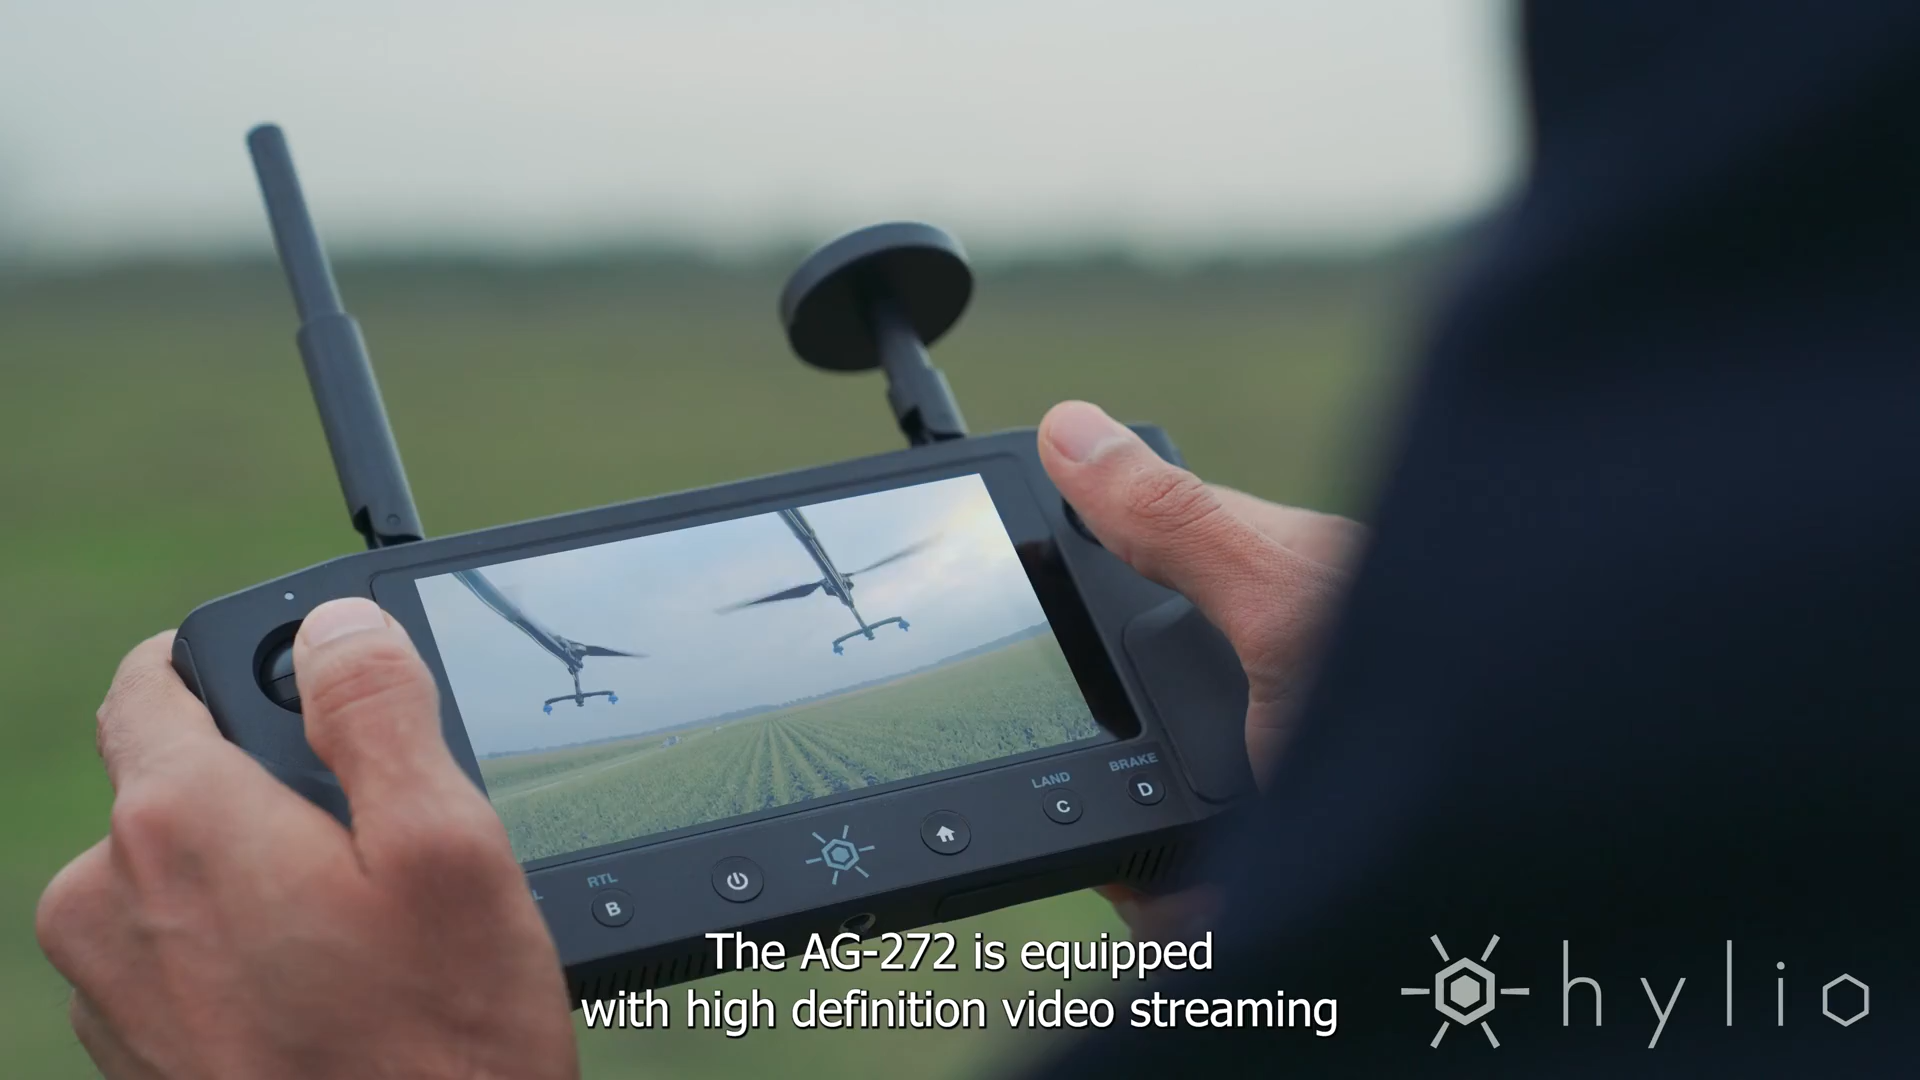 LAND
BRAKE
C
D
L
RTL
B
The AG-272 is equipped
with high definition video streaming
hylio